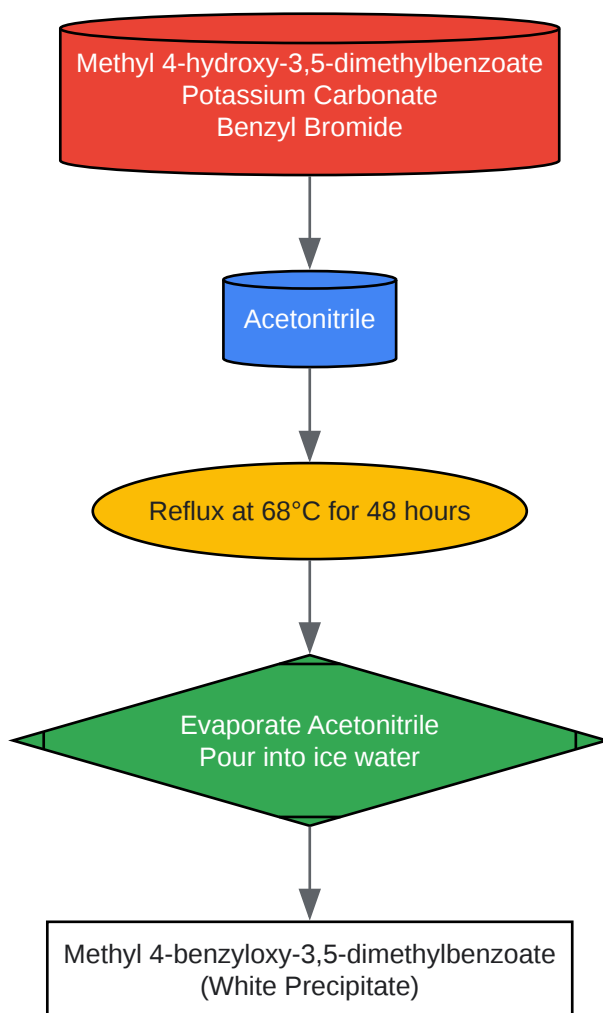 Methyl 4-hydroxy-3,5-dimethylbenzoate
Potassium Carbonate
Benzyl Bromide
Acetonitrile
Reflux at 68°C for 48 hours
Evaporate Acetonitrile
Pour into ice water
Methyl 4-benzyloxy-3,5-dimethylbenzoate
(White Precipitate)